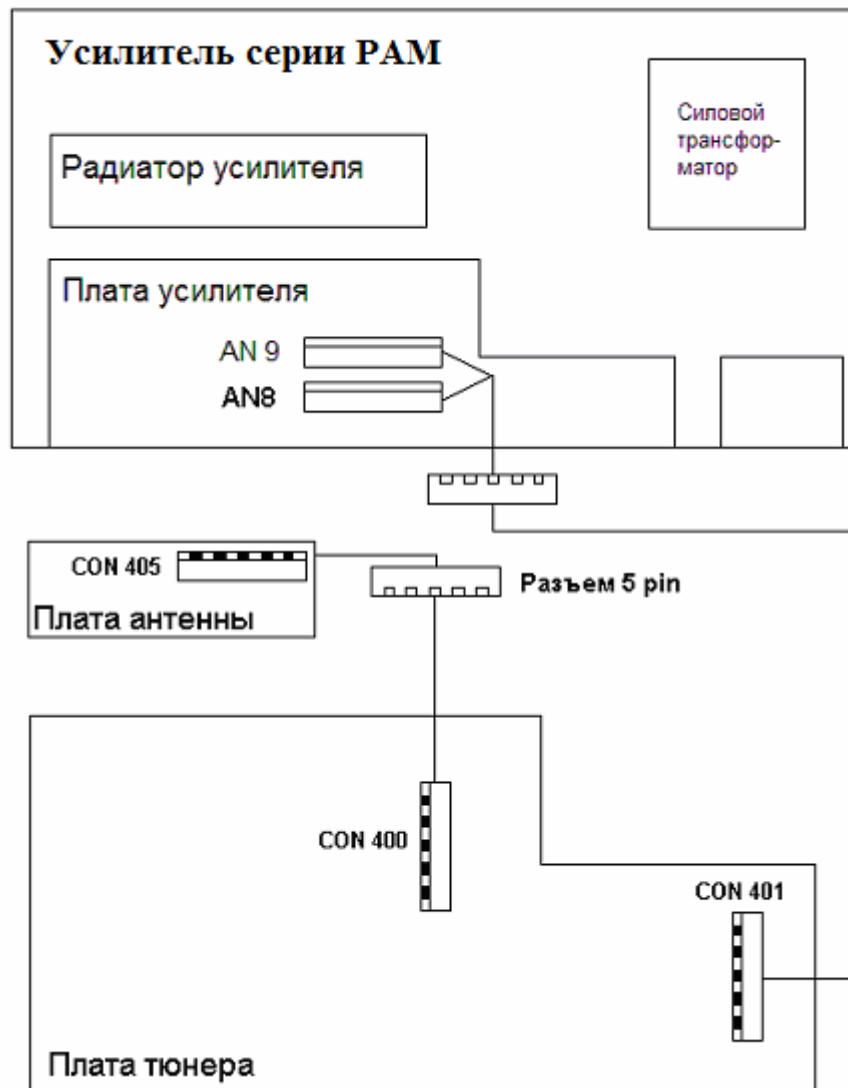 Усилитель серии PAM
Силовой
трансфор-
матор
Радиатор усилителя
Плата усилителя
AN 9
AN8
CON 405
Плата антенны
Разъем 5 pin
CON 400
CON 401
Плата тюнера